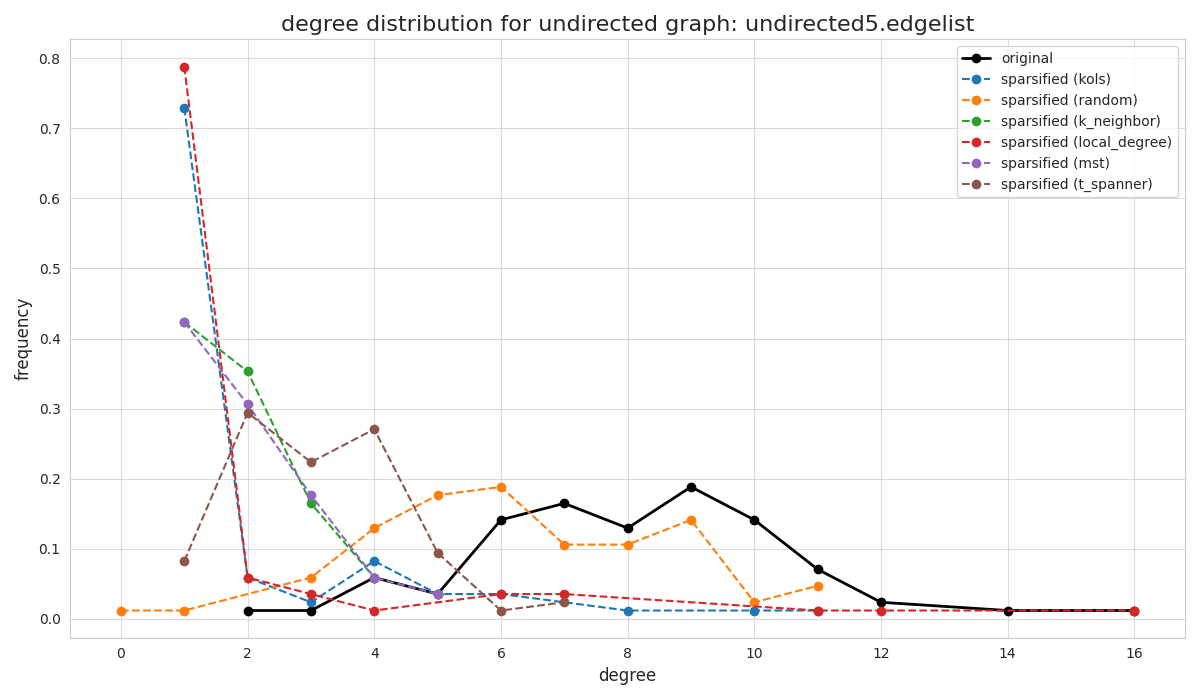 degree distribution for undirected graph: undirected5.edgelist
original
sparsified (kols)
sparsified (random)
sparsified (k_neighbor)
sparsified (local_degree)
sparsified (mst)
sparsified (t_spanner)
frequency
0.8
0.7
0.6
0.5
0.4
0.3
0.2
0.1
0.0
0 2 4 6 8 10 12 14 16
degree